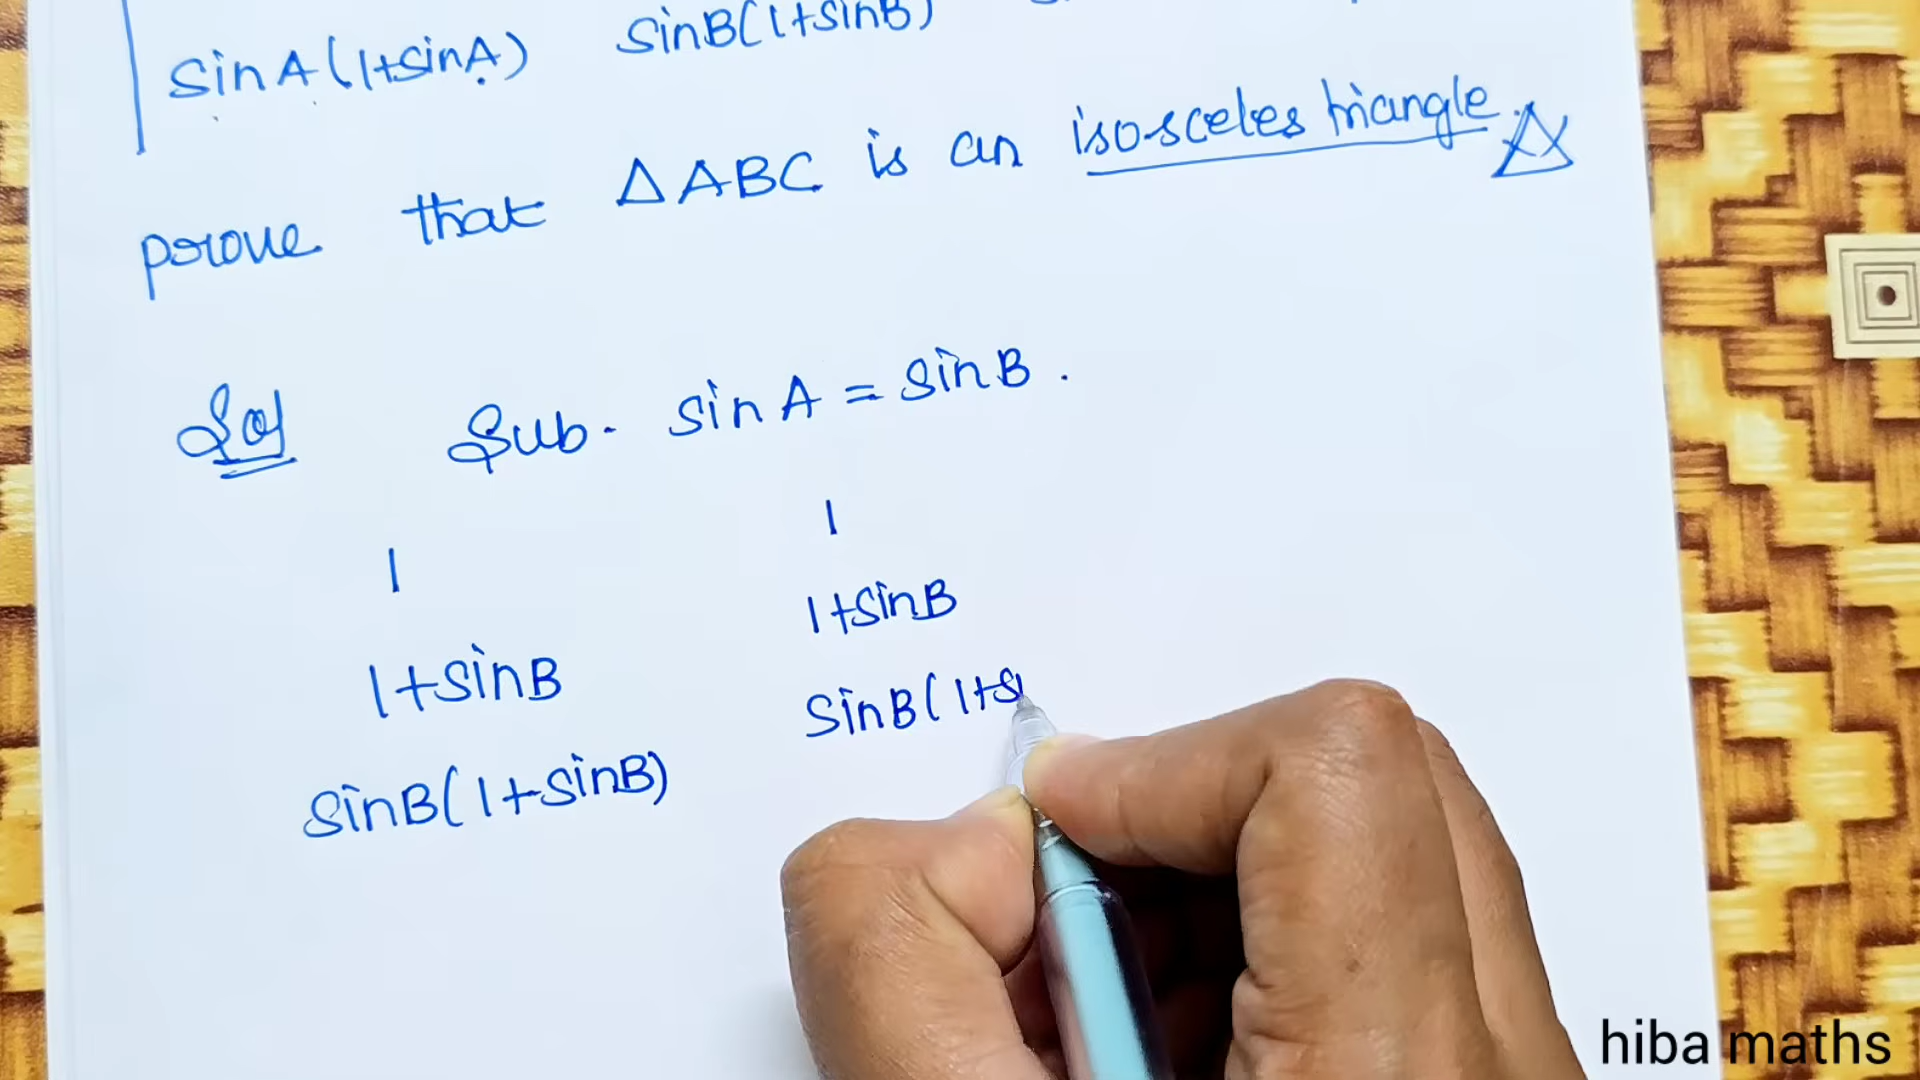 sinA(1+sinA) sinB(1+sinB)
prove that △ABC is an isosceles triangle.
Sol Sub. sinA = sinB.
1 1
1+sinB 1+sinB
sinB(1+sinB) sinB(1+s
hiba maths